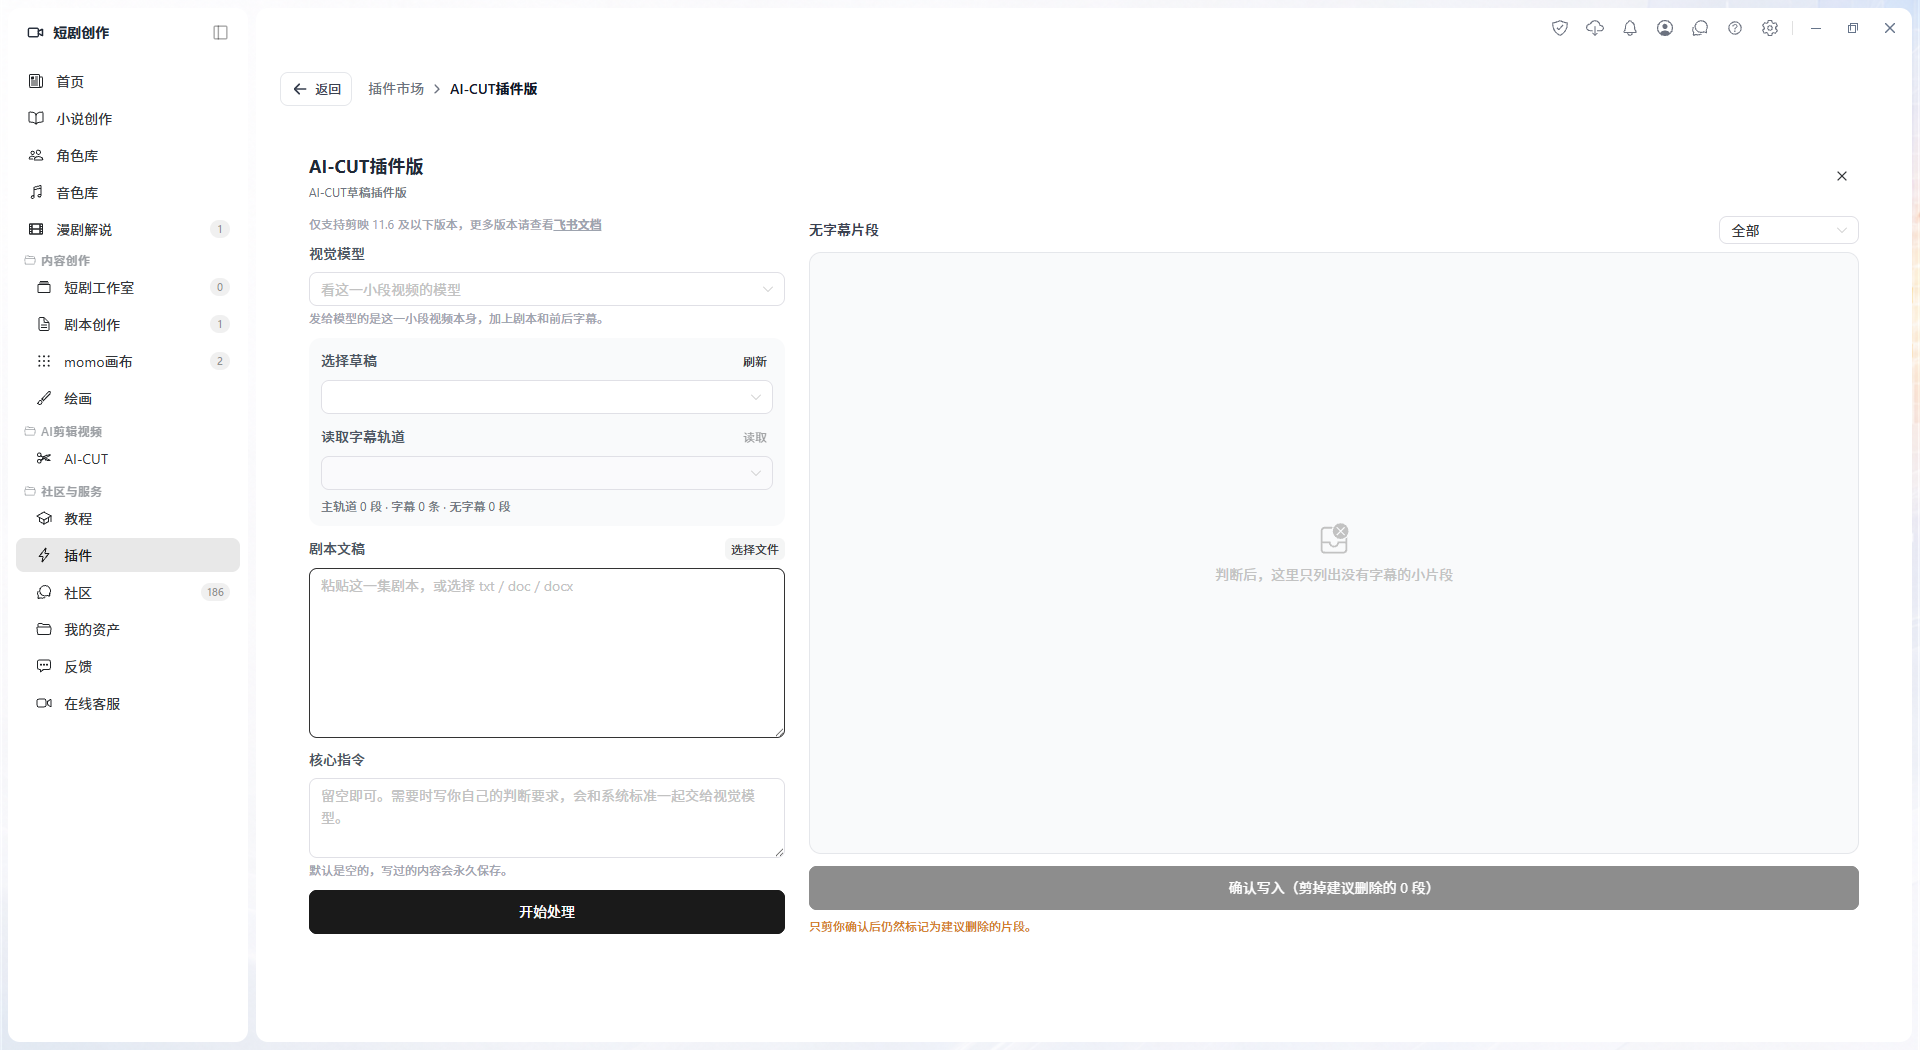 短剧创作
首页
小说创作
角色库
音色库
漫剧解说 1
内容创作
短剧工作室 0
剧本创作 1
momo画布 2
绘画
AI剪辑视频
AI-CUT
社区与服务
教程
插件
社区 186
我的资产
反馈
在线客服
返回 插件市场 > AI-CUT插件版
AI-CUT插件版
AI-CUT草稿插件版
仅支持剪映 11.6 及以下版本，更多版本请查看飞书文档
视觉模型
看这一小段视频的模型
发给模型的是这一小段视频本身，加上剧本和前后字幕。
选择草稿 刷新
读取字幕轨道 读取
主轨道 0 段 · 字幕 0 条 · 无字幕 0 段
剧本文稿 选择文件
粘贴这一集剧本，或选择 txt / doc / docx
核心指令
留空即可。需要时写你自己的判断要求，会和系统标准一起交给视觉模
型。
默认是空的，写过的内容会永久保存。
开始处理
无字幕片段 全部
判断后，这里只列出没有字幕的小片段
确认写入（剪掉建议删除的 0 段）
只剪你确认后仍然标记为建议删除的片段。